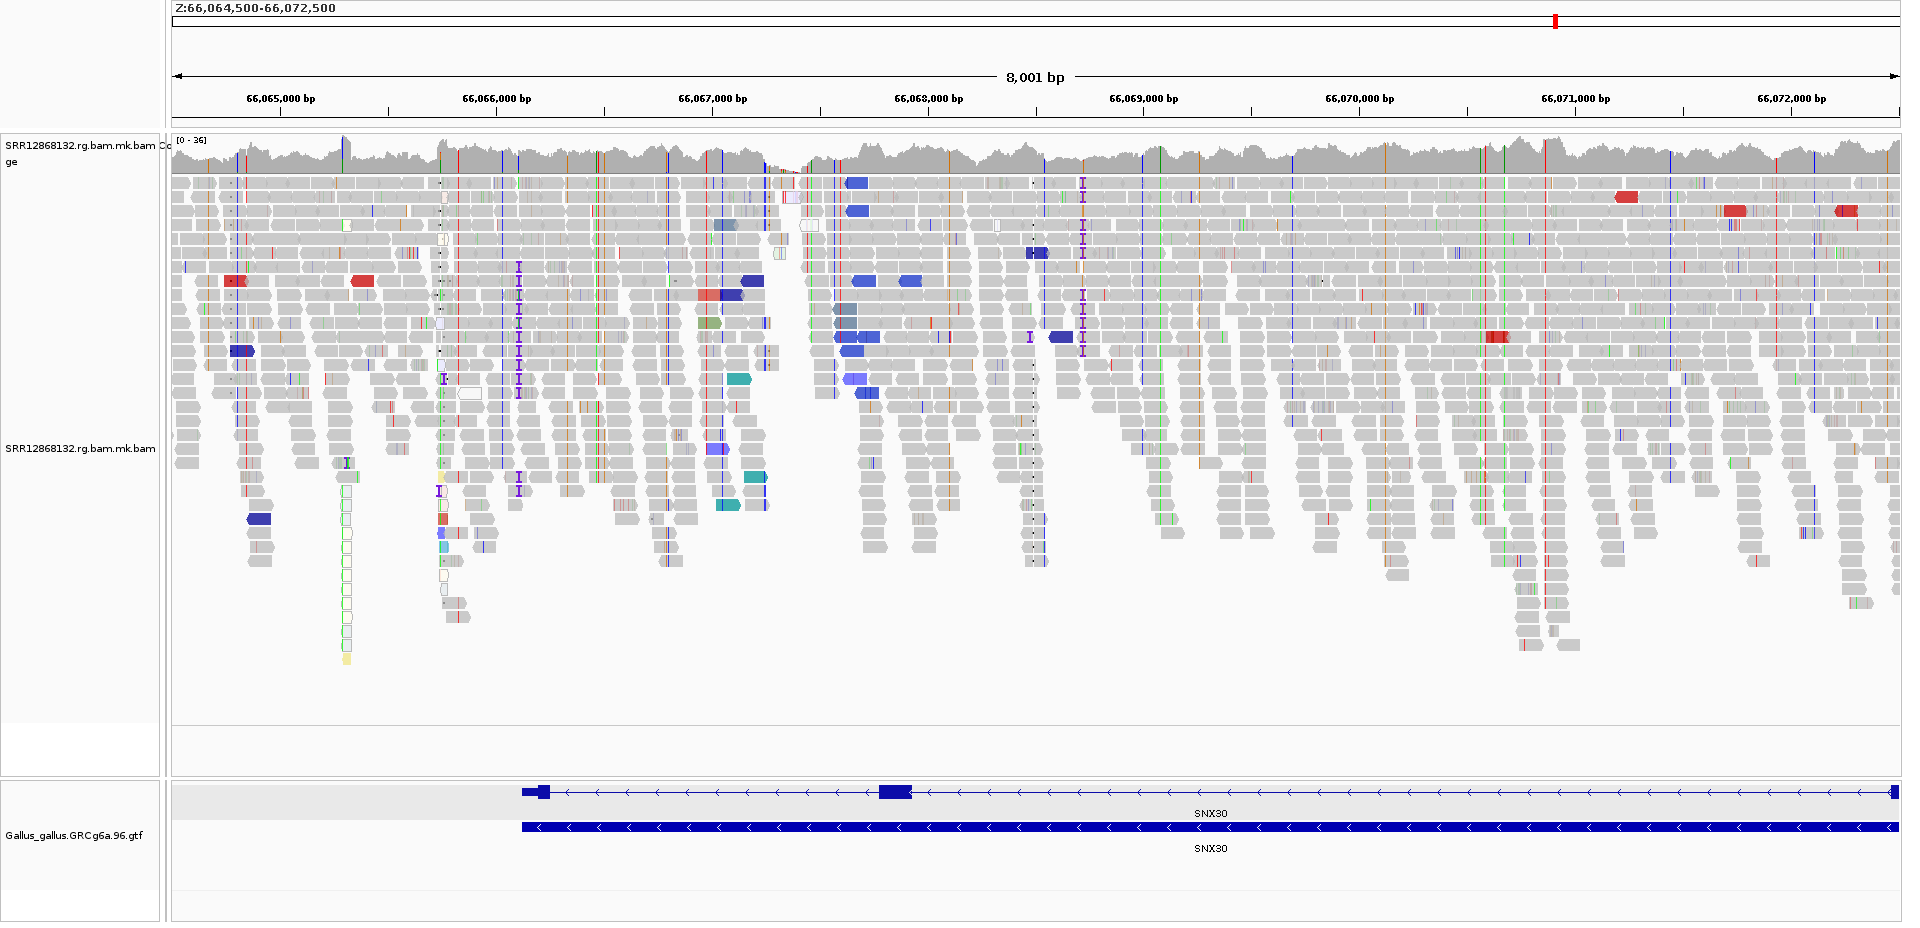 Z:66,064,500-66,072,500
8,001 bp
66,065,000 bp 66,066,000 bp 66,067,000 bp 66,068,000 bp 66,069,000 bp 66,070,000 bp 66,071,000 bp 66,072,000 bp
SRR12868132.rg.bam.mk.bam Co
ge
[0 - 36]
SRR12868132.rg.bam.mk.bam
SNX30
Gallus_gallus.GRCg6a.96.gtf
SNX30